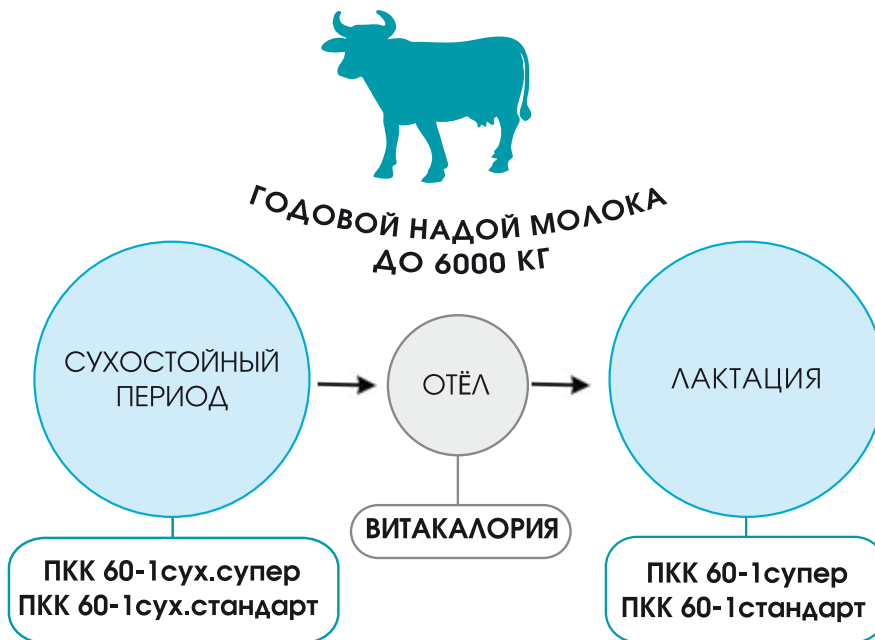 ГОДОВОЙ НАДОЙ МОЛОКА
ДО 6000 КГ
СУХОСТОЙНЫЙ
ПЕРИОД
ОТЁЛ
ЛАКТАЦИЯ
ВИТАКАЛОРИЯ
ПКК 60-1сух.супер
ПКК 60-1сух.стандарт
ПКК 60-1супер
ПКК 60-1стандарт